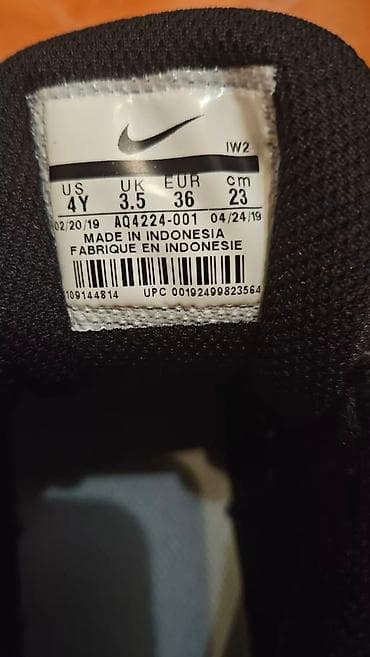 IW2
US UK EUR cm
4Y 3.5 36 23
02/20/19 AQ4224-001 04/24/19
MADE IN INDONESIA
FABRIQUE EN INDONESIE
109144814 UPC 00192499823564